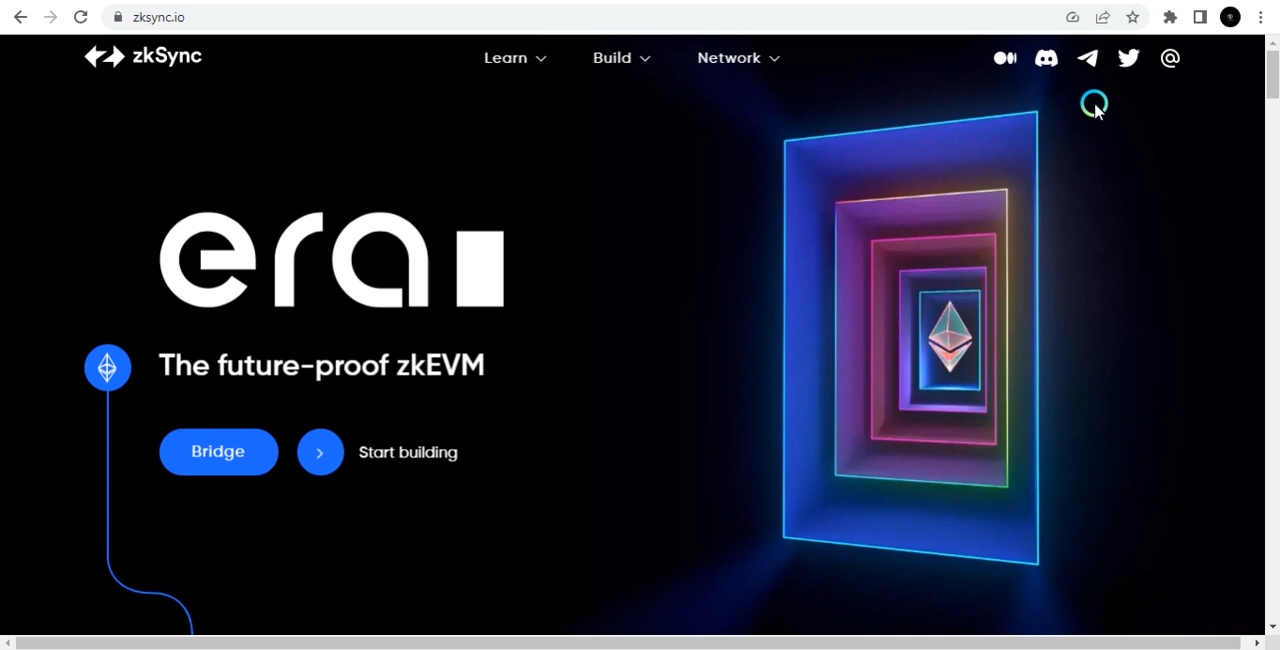 zksync.io
zkSync
Learn
Build
Network
era
The future-proof zkEVM
Bridge
Start building